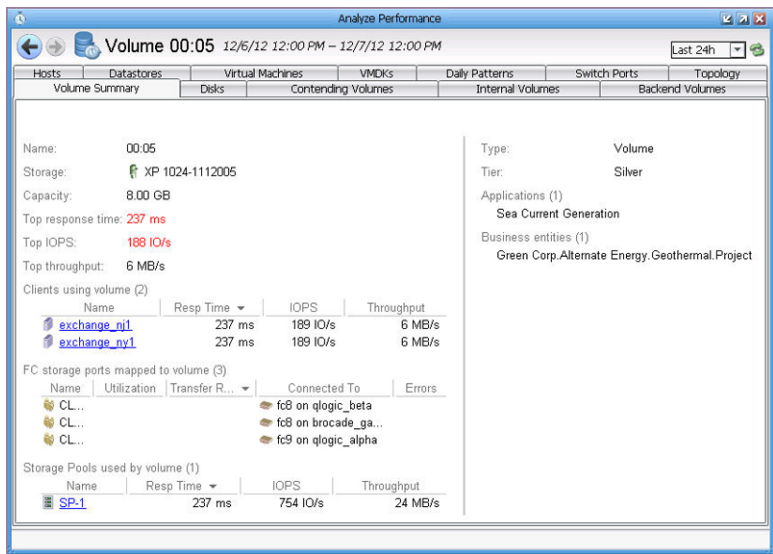 Analyze Performance
Volume 00:05 12/6/12 12:00 PM – 12/7/12 12:00 PM
Last 24h
Hosts Datastores Virtual Machines VMDKs Daily Patterns Switch Ports Topology
Volume Summary Disks Contending Volumes Internal Volumes Backend Volumes
Name: 00:05
Storage: XP 1024-1112005
Capacity: 8.00 GB
Top response time: 237 ms
Top IOPS: 188 IO/s
Top throughput: 6 MB/s
Clients using volume (2)
Name Resp Time IOPS Throughput
exchange_nj1 237 ms 189 IO/s 6 MB/s
exchange_ny1 237 ms 189 IO/s 6 MB/s
FC storage ports mapped to volume (3)
Name Utilization Transfer R... Connected To Errors
CL... fc8 on qlogic_beta
CL... fc8 on brocade_ga...
CL... fc9 on qlogic_alpha
Storage Pools used by volume (1)
Name Resp Time IOPS Throughput
SP-1 237 ms 754 IO/s 24 MB/s
Type: Volume
Tier: Silver
Applications (1)
Sea Current Generation
Business entities (1)
Green Corp.Alternate Energy.Geothermal.Project